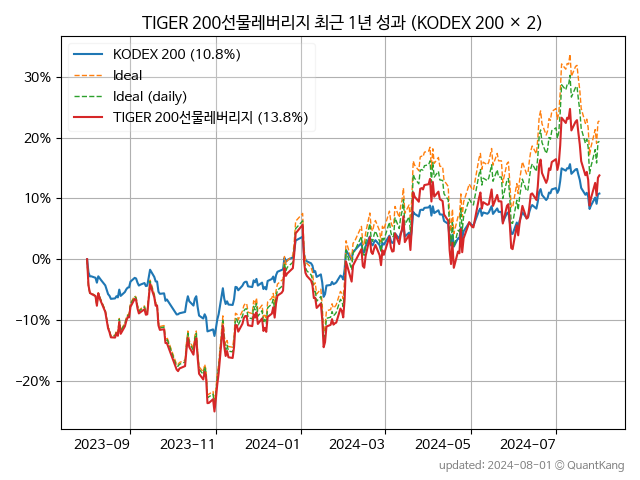 TIGER 200선물레버리지 최근 1년 성과 (KODEX 200 × 2)
KODEX 200 (10.8%)
Ideal
Ideal (daily)
TIGER 200선물레버리지 (13.8%)
30%
20%
10%
0%
−10%
−20%
2023-09 2023-11 2024-01 2024-03 2024-05 2024-07
updated: 2024-08-01 © QuantKang